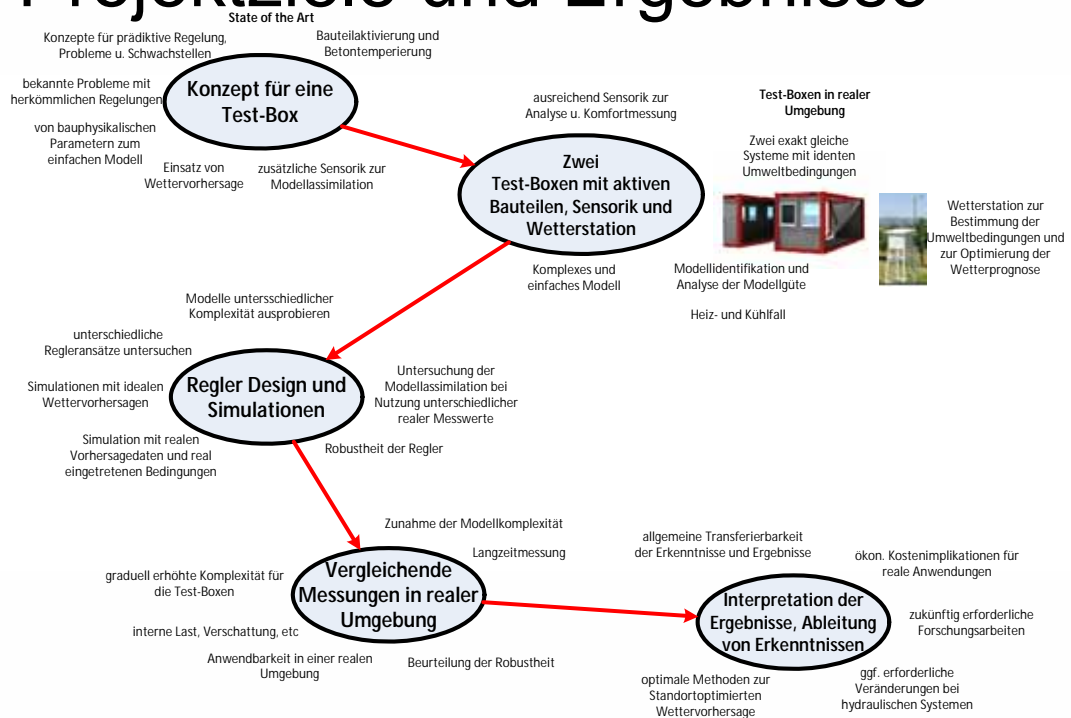 Projektziele und Ergebnisse
State of the Art
Konzepte für prädiktive Regelung,
Probleme u. Schwachstellen
Bauteilaktivierung und
Betontemperierung
bekannte Probleme mit
herkömmlichen Regelungen
Konzept für eine
Test-Box
von bauphysikalischen
Parametern zum
einfachen Modell
Einsatz von
Wettervorhersage
zusätzliche Sensorik zur
Modellassimilation
ausreichend Sensorik zur
Analyse u. Komfortmessung
Zwei
Test-Boxen mit aktiven
Bauteilen, Sensorik und
Wetterstation
Komplexes und
einfaches Modell
Test-Boxen in realer
Umgebung
Zwei exakt gleiche
Systeme mit identen
Umweltbedingungen
Wetterstation zur
Bestimmung der
Umweltbedingungen und
zur Optimierung der
Wetterprognose
Modellidentifikation und
Analyse der Modellgüte
Heiz- und Kühlfall
Modelle untersschiedlicher
Komplexität ausprobieren
unterschiedliche
Regleransätze untersuchen
Simulationen mit idealen
Wettervorhersagen
Regler Design und
Simulationen
Untersuchung der
Modellassimilation bei
Nutzung unterschiedlicher
realer Messwerte
Simulation mit realen
Vorhersagedaten und real
eingetretenen Bedingungen
Robustheit der Regler
Zunahme der Modellkomplexität
Langzeitmessung
graduell erhöhte Komplexität für
die Test-Boxen
Vergleichende
Messungen in realer
Umgebung
interne Last, Verschattung, etc
Anwendbarkeit in einer realen
Umgebung
Beurteilung der Robustheit
allgemeine Transferierbarkeit
der Erkenntnisse und Ergebnisse
ökon. Kostenimplikationen für
reale Anwendungen
Interpretation der
Ergebnisse, Ableitung
von Erkenntnissen
zukünftig erforderliche
Forschungsarbeiten
optimale Methoden zur
Standortoptimierten
Wettervorhersage
ggf. erforderliche
Veränderungen bei
hydraulischen Systemen